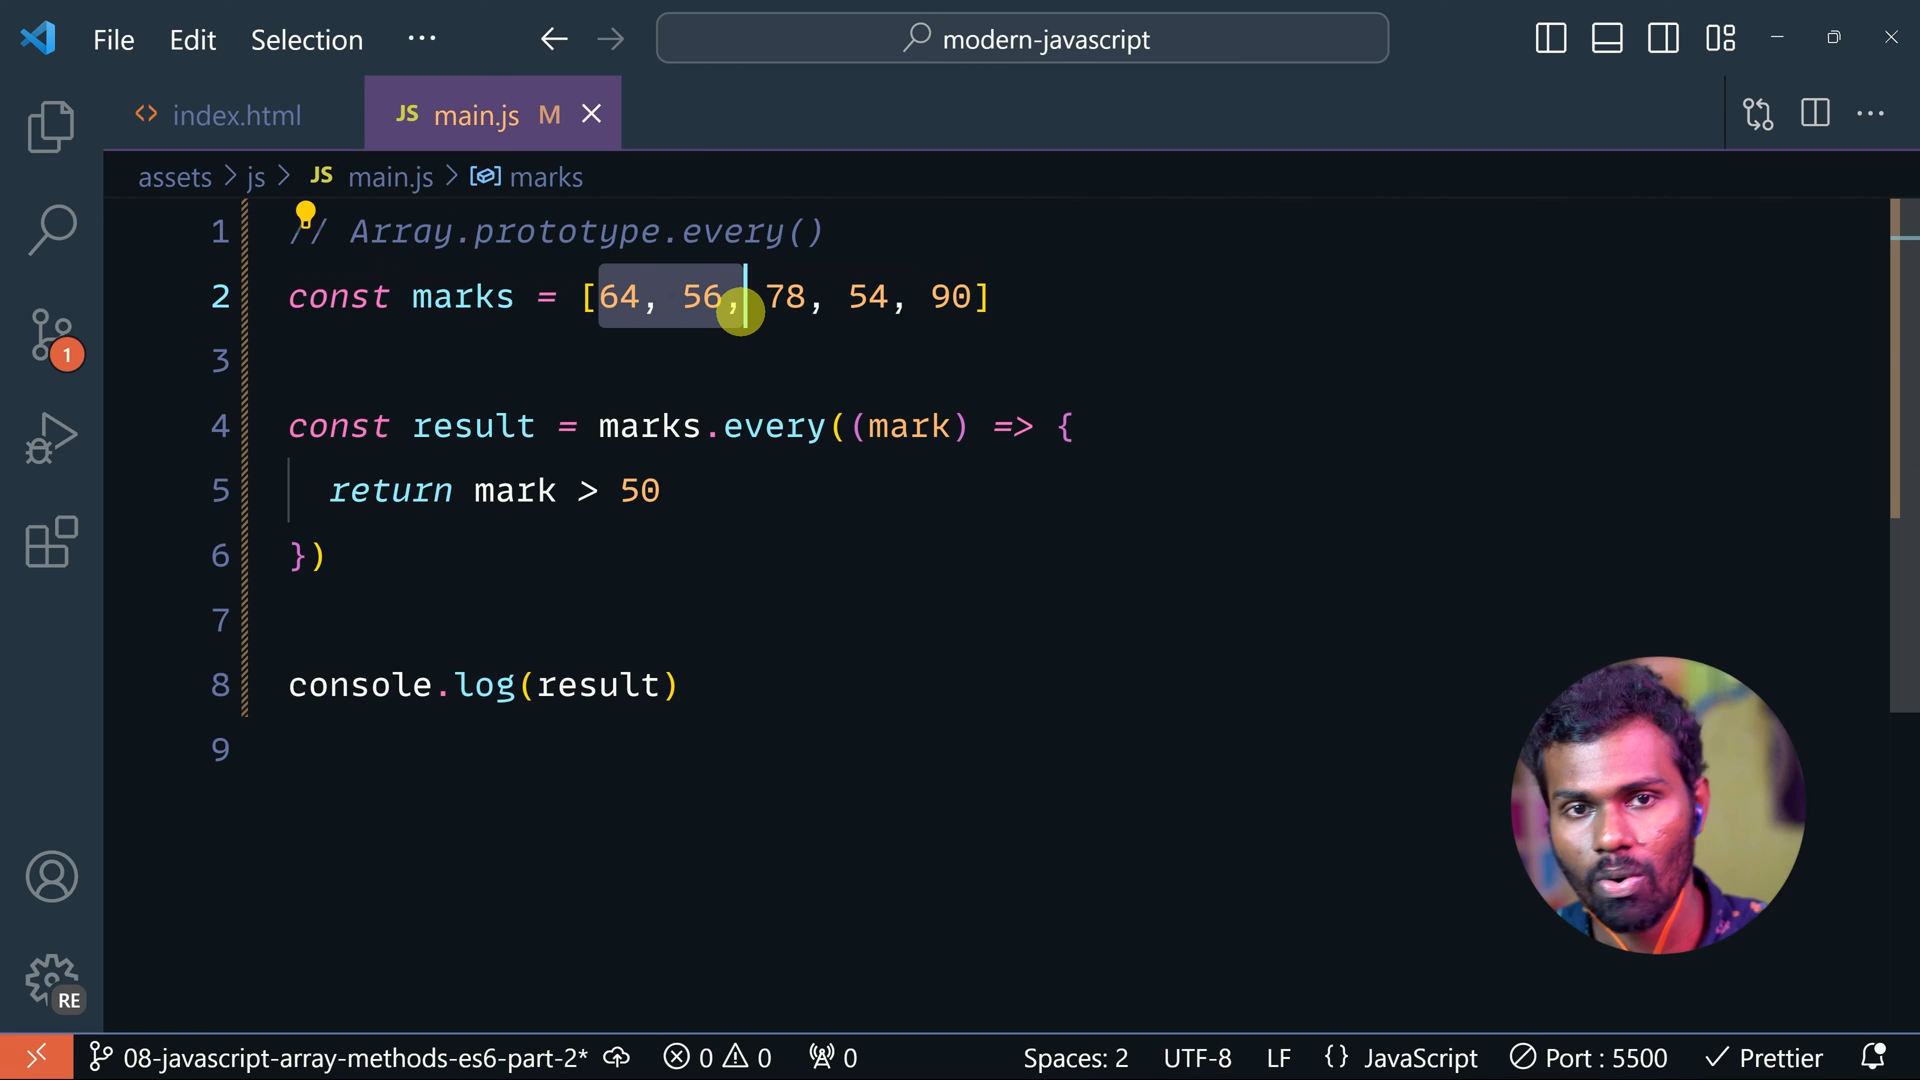 File Edit Selection ··· modern-javascript
<> index.html JS main.js M
assets > js > JS main.js > marks
1 // Array.prototype.every()
2 const marks = [64, 56, 78, 54, 90]
3
4 const result = marks.every((mark) => {
5 return mark > 50
6 })
7
8 console.log(result)
9
1
RE
08-javascript-array-methods-es6-part-2* 0 0 0 Spaces: 2 UTF-8 LF {} JavaScript Port : 5500 Prettier